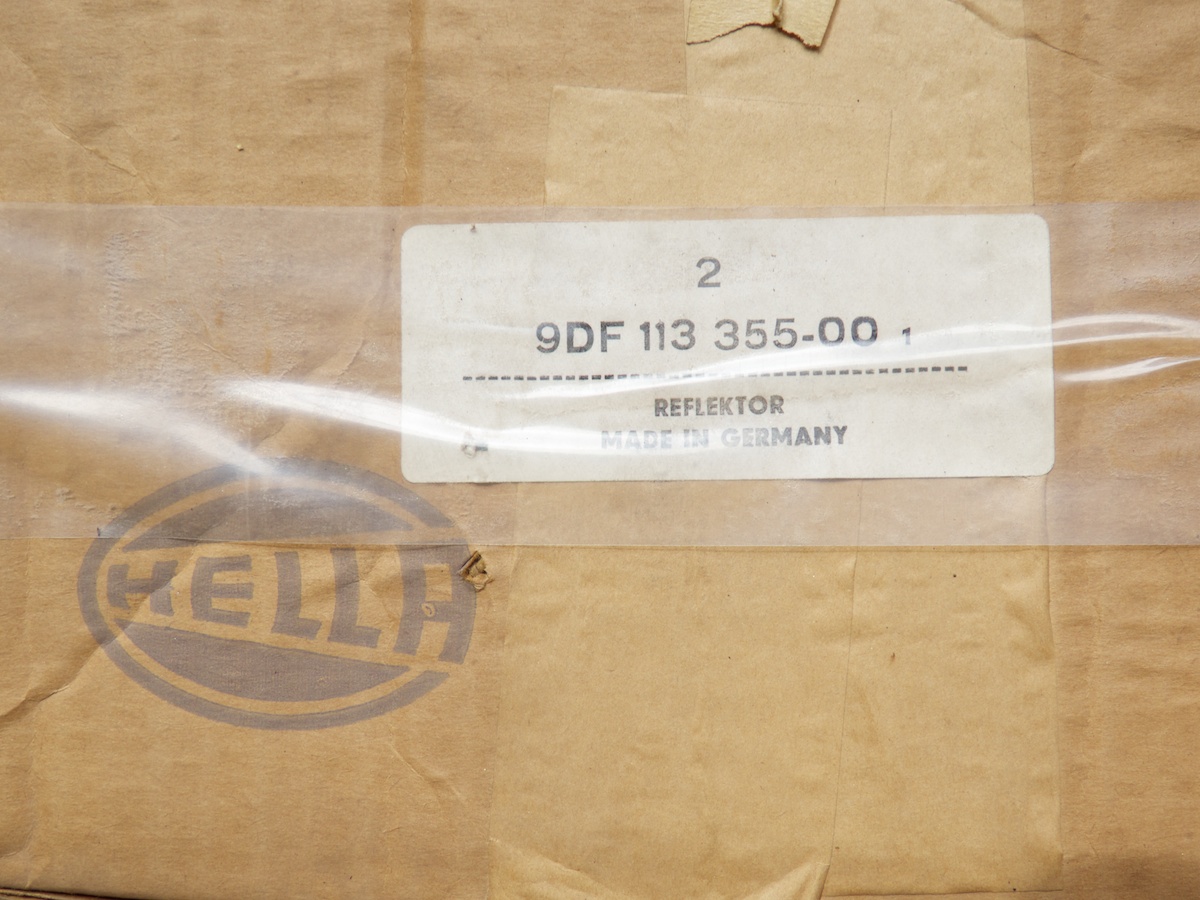 2
9DF 113 355-00 1
REFLEKTOR
MADE IN GERMANY
HELLA